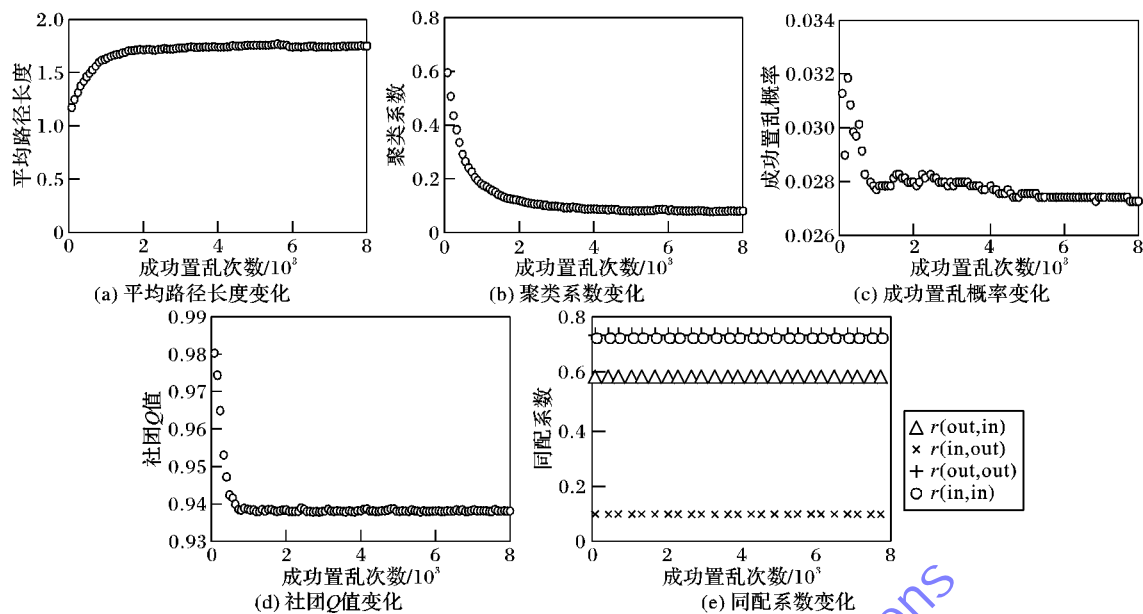 平均路径长度
2.0
1.5
1.0
0.5
0
0 2 4 6 8
成功置乱次数/10³
(a) 平均路径长度变化
聚类系数
0.8
0.6
0.4
0.2
0
0 2 4 6 8
成功置乱次数/10³
(b) 聚类系数变化
成功置乱概率
0.034
0.032
0.030
0.028
0.026
0 2 4 6 8
成功置乱次数/10³
(c) 成功置乱概率变化
社团Q值
0.99
0.98
0.97
0.96
0.95
0.94
0.93
0 2 4 6 8
成功置乱次数/10³
(d) 社团Q值变化
同配系数
0.8
0.6
0.4
0.2
0
0 2 4 6 8
成功置乱次数/10³
(e) 同配系数变化
△ r(out,in)
× r(in,out)
+ r(out,out)
○ r(in,in)